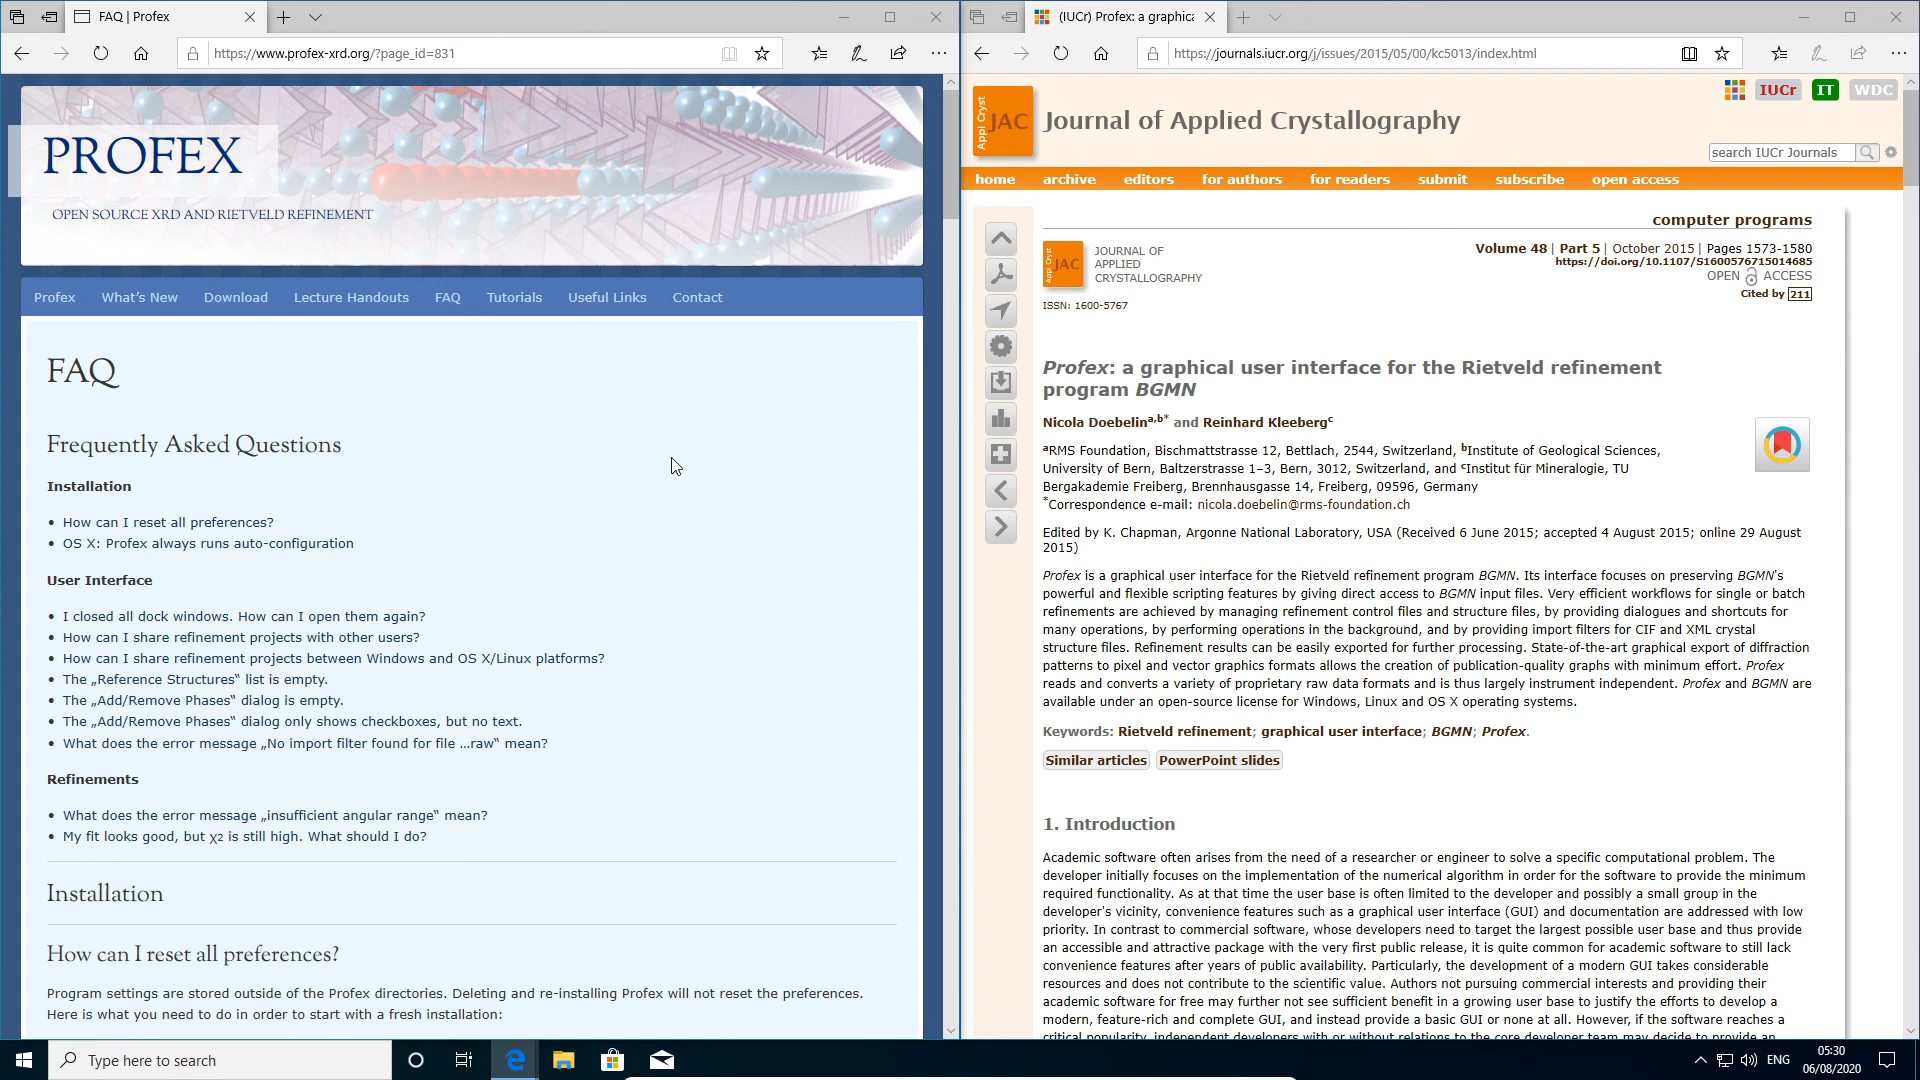 FAQ | Profex
https://www.profex-xrd.org/?page_id=831
PROFEX
OPEN SOURCE XRD AND RIETVELD REFINEMENT
Profex
What's New
Download
Lecture Handouts
FAQ
Tutorials
Useful Links
Contact
FAQ
Frequently Asked Questions
Installation
• How can I reset all preferences?
• OS X: Profex always runs auto-configuration
User Interface
• I closed all dock windows. How can I open them again?
• How can I share refinement projects with other users?
• How can I share refinement projects between Windows and OS X/Linux platforms?
• The „Reference Structures“ list is empty.
• The „Add/Remove Phases“ dialog is empty.
• The „Add/Remove Phases“ dialog only shows checkboxes, but no text.
• What does the error message „No import filter found for file …raw“ mean?
Refinements
• What does the error message „insufficient angular range“ mean?
• My fit looks good, but χ2 is still high. What should I do?
Installation
How can I reset all preferences?
Program settings are stored outside of the Profex directories. Deleting and re-installing Profex will not reset the preferences.
Here is what you need to do in order to start with a fresh installation:
(IUCr) Profex: a graphica
https://journals.iucr.org/j/issues/2015/05/00/kc5013/index.html
IUCr
IT
WDC
Appl Cryst
JAC
Journal of Applied Crystallography
search IUCr Journals
home
archive
editors
for authors
for readers
submit
subscribe
open access
computer programs
Appl Cryst
JAC
JOURNAL OF
APPLIED
CRYSTALLOGRAPHY
ISSN: 1600-5767
Volume 48 | Part 5 | October 2015 | Pages 1573-1580
https://doi.org/10.1107/S1600576715014685
OPEN ACCESS
Cited by 211
Profex: a graphical user interface for the Rietveld refinement
program BGMN
Nicola Doebelin a,b* and Reinhard Kleeberg c
aRMS Foundation, Bischmattstrasse 12, Bettlach, 2544, Switzerland, bInstitute of Geological Sciences,
University of Bern, Baltzerstrasse 1–3, Bern, 3012, Switzerland, and cInstitut für Mineralogie, TU
Bergakademie Freiberg, Brennhausgasse 14, Freiberg, 09596, Germany
*Correspondence e-mail: nicola.doebelin@rms-foundation.ch
Edited by K. Chapman, Argonne National Laboratory, USA (Received 6 June 2015; accepted 4 August 2015; online 29 August
2015)
Profex is a graphical user interface for the Rietveld refinement program BGMN. Its interface focuses on preserving BGMN's
powerful and flexible scripting features by giving direct access to BGMN input files. Very efficient workflows for single or batch
refinements are achieved by managing refinement control files and structure files, by providing dialogues and shortcuts for
many operations, by performing operations in the background, and by providing import filters for CIF and XML crystal
structure files. Refinement results can be easily exported for further processing. State-of-the-art graphical export of diffraction
patterns to pixel and vector graphics formats allows the creation of publication-quality graphs with minimum effort. Profex
reads and converts a variety of proprietary raw data formats and is thus largely instrument independent. Profex and BGMN are
available under an open-source license for Windows, Linux and OS X operating systems.
Keywords: Rietveld refinement; graphical user interface; BGMN; Profex.
Similar articles
PowerPoint slides
1. Introduction
Academic software often arises from the need of a researcher or engineer to solve a specific computational problem. The
developer initially focuses on the implementation of the numerical algorithm in order for the software to provide the minimum
required functionality. As at that time the user base is often limited to the developer and possibly a small group in the
developer's vicinity, convenience features such as a graphical user interface (GUI) and documentation are addressed with low
priority. In contrast to commercial software, whose developers need to target the largest possible user base and thus provide
an accessible and attractive package with the very first public release, it is quite common for academic software to still lack
convenience features after years of public availability. Particularly, the development of a modern GUI takes considerable
resources and does not contribute to the scientific value. Authors not pursuing commercial interests and providing their
academic software for free may further not see sufficient benefit in a growing user base to justify the efforts to develop a
modern, feature-rich and complete GUI, and instead provide a basic GUI or none at all. However, if the software reaches a
critical popularity, independent developers with or without relations to the core developer team may decide to provide an
Type here to search
ENG
05:30
06/08/2020